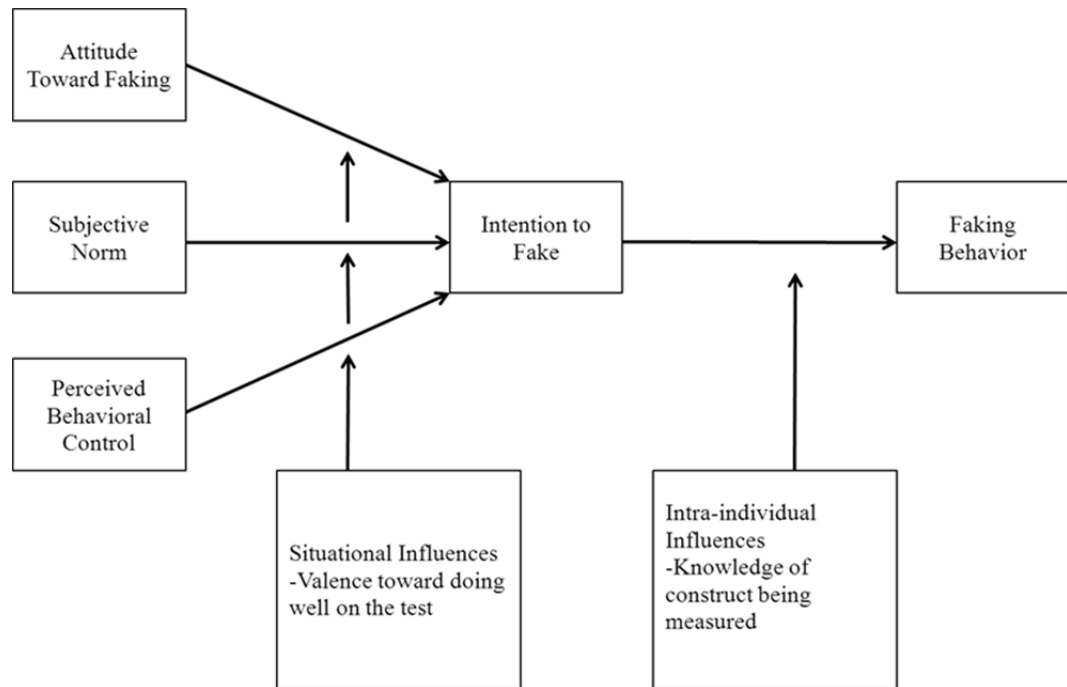 Attitude
Toward Faking
Subjective
Norm
Intention to
Fake
Faking
Behavior
Perceived
Behavioral
Control
Situational Influences
-Valence toward doing
well on the test
Intra-individual
Influences
-Knowledge of
construct being
measured